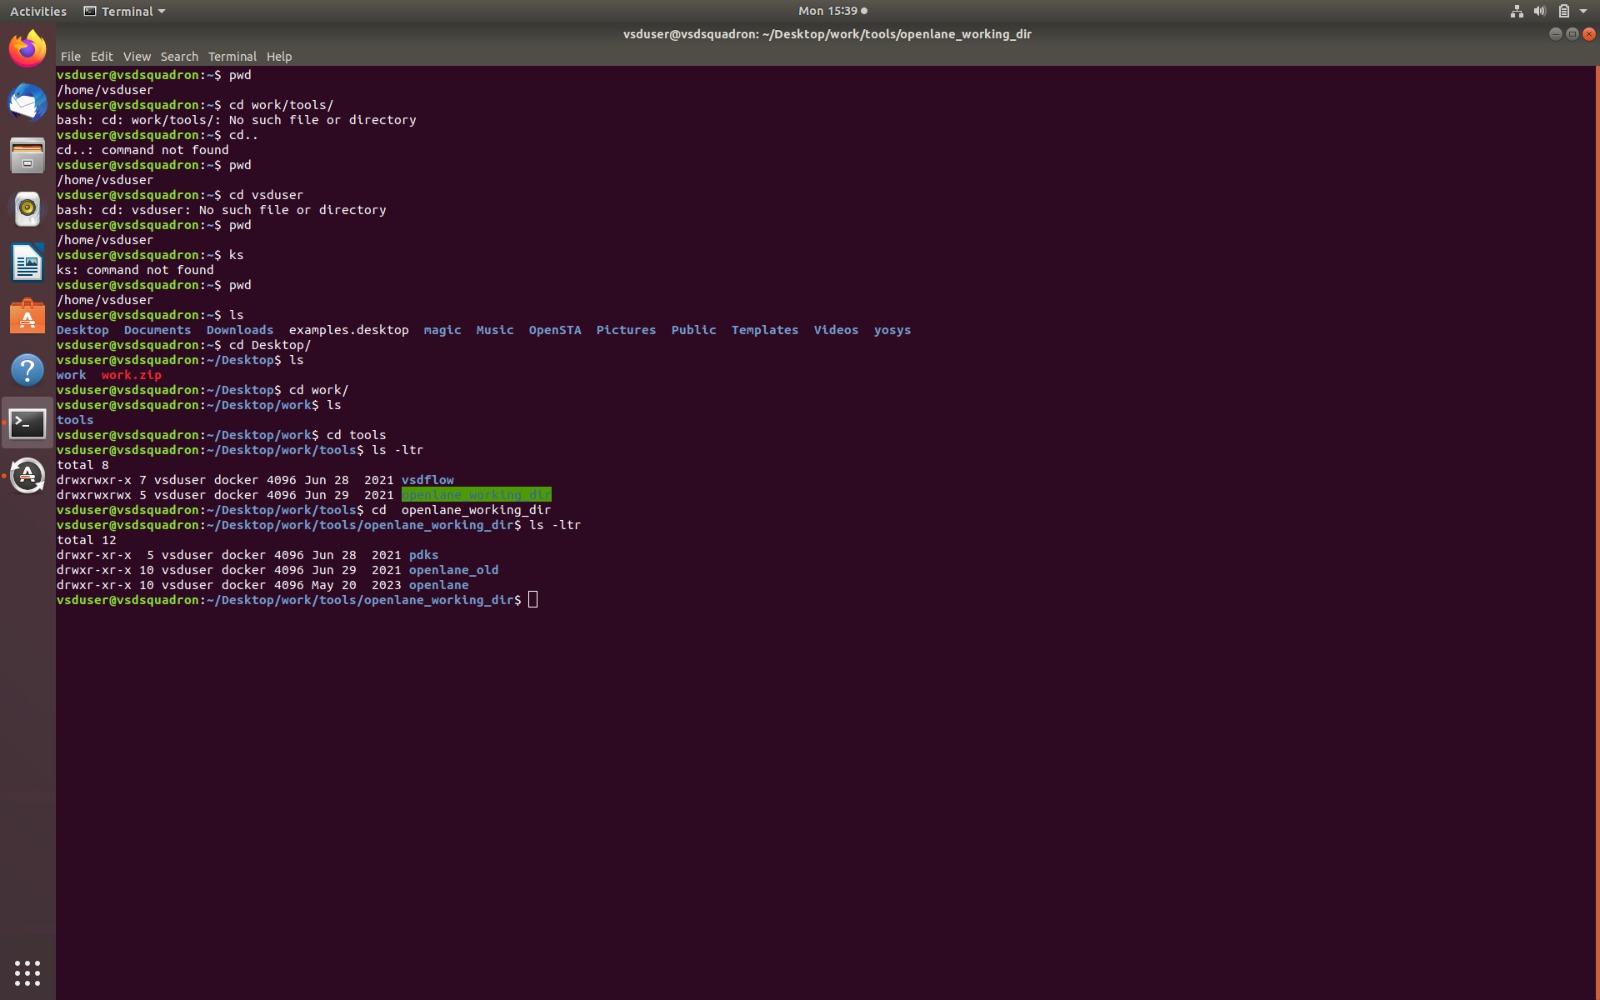 Activities Terminal Mon 15:39
vsduser@vsdsquadron: ~/Desktop/work/tools/openlane_working_dir
File Edit View Search Terminal Help
vsduser@vsdsquadron:~$ pwd
/home/vsduser
vsduser@vsdsquadron:~$ cd work/tools/
bash: cd: work/tools/: No such file or directory
vsduser@vsdsquadron:~$ cd..
cd..: command not found
vsduser@vsdsquadron:~$ pwd
/home/vsduser
vsduser@vsdsquadron:~$ cd vsduser
bash: cd: vsduser: No such file or directory
vsduser@vsdsquadron:~$ pwd
/home/vsduser
vsduser@vsdsquadron:~$ ks
ks: command not found
vsduser@vsdsquadron:~$ pwd
/home/vsduser
vsduser@vsdsquadron:~$ ls
Desktop  Documents  Downloads  examples.desktop  magic  Music  OpenSTA  Pictures  Public  Templates  Videos  yosys
vsduser@vsdsquadron:~$ cd Desktop/
vsduser@vsdsquadron:~/Desktop$ ls
work  work.zip
vsduser@vsdsquadron:~/Desktop$ cd work/
vsduser@vsdsquadron:~/Desktop/work$ ls
tools
vsduser@vsdsquadron:~/Desktop/work$ cd tools
vsduser@vsdsquadron:~/Desktop/work/tools$ ls -ltr
total 8
drwxrwxr-x 7 vsduser docker 4096 Jun 28  2021 vsdflow
drwxrwxrwx 5 vsduser docker 4096 Jun 29  2021 openlane_working_dir
vsduser@vsdsquadron:~/Desktop/work/tools$ cd  openlane_working_dir
vsduser@vsdsquadron:~/Desktop/work/tools/openlane_working_dir$ ls -ltr
total 12
drwxr-xr-x  5 vsduser docker 4096 Jun 28  2021 pdks
drwxr-xr-x 10 vsduser docker 4096 Jun 29  2021 openlane_old
drwxr-xr-x 10 vsduser docker 4096 May 20  2023 openlane
vsduser@vsdsquadron:~/Desktop/work/tools/openlane_working_dir$